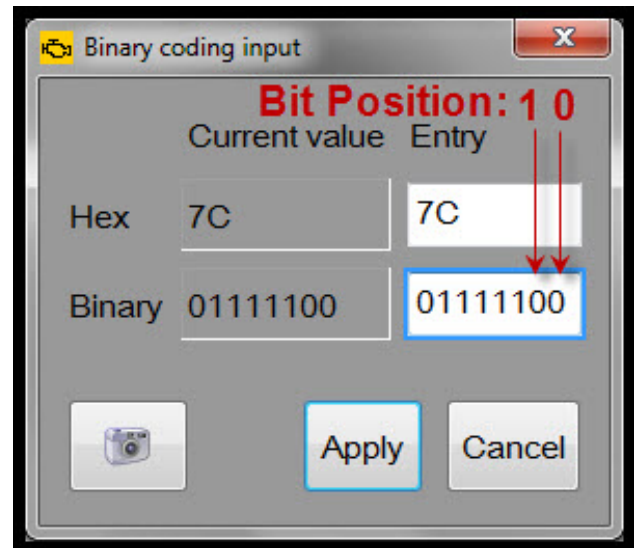 Binary coding input
Bit Position: 1 0
Current value Entry
Hex 7C 7C
Binary 01111100 01111100
Apply Cancel